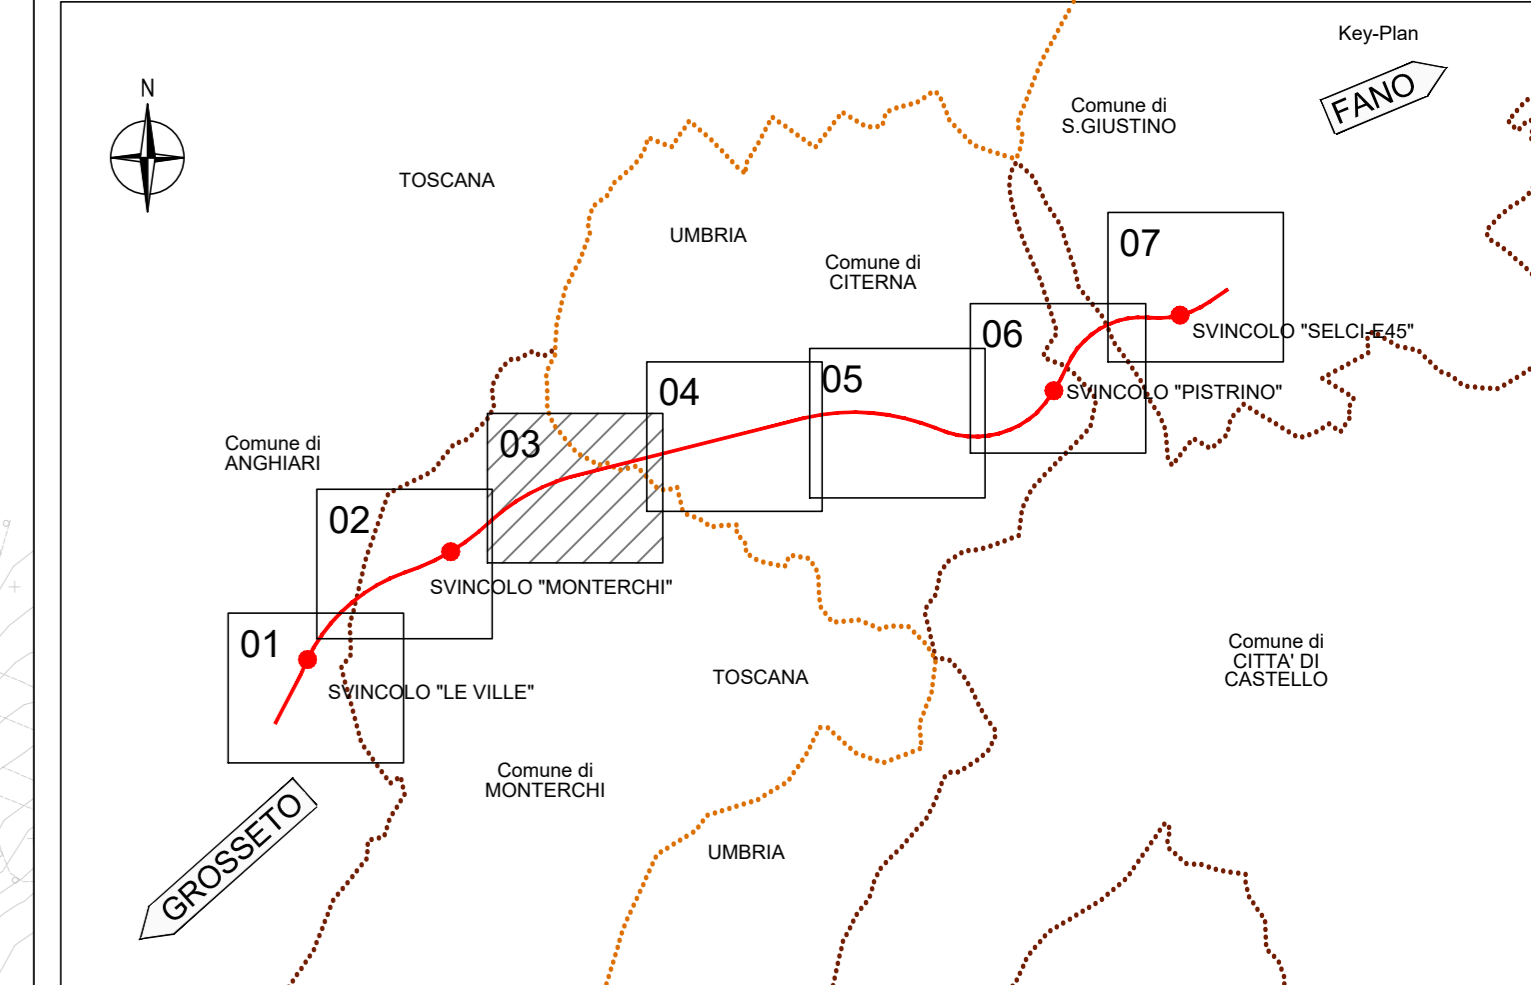 Key-Plan
N
FANO
Comune di
S.GIUSTINO
TOSCANA
UMBRIA
07
Comune di
CITERNA
06
SVINCOLO "SELCI-E45"
05
04
SVINCOLO "PISTRINO"
03
Comune di
ANGHIARI
02
SVINCOLO "MONTERCHI"
01
SVINCOLO "LE VILLE"
TOSCANA
Comune di
CITTA' DI
CASTELLO
Comune di
MONTERCHI
GROSSETO
UMBRIA